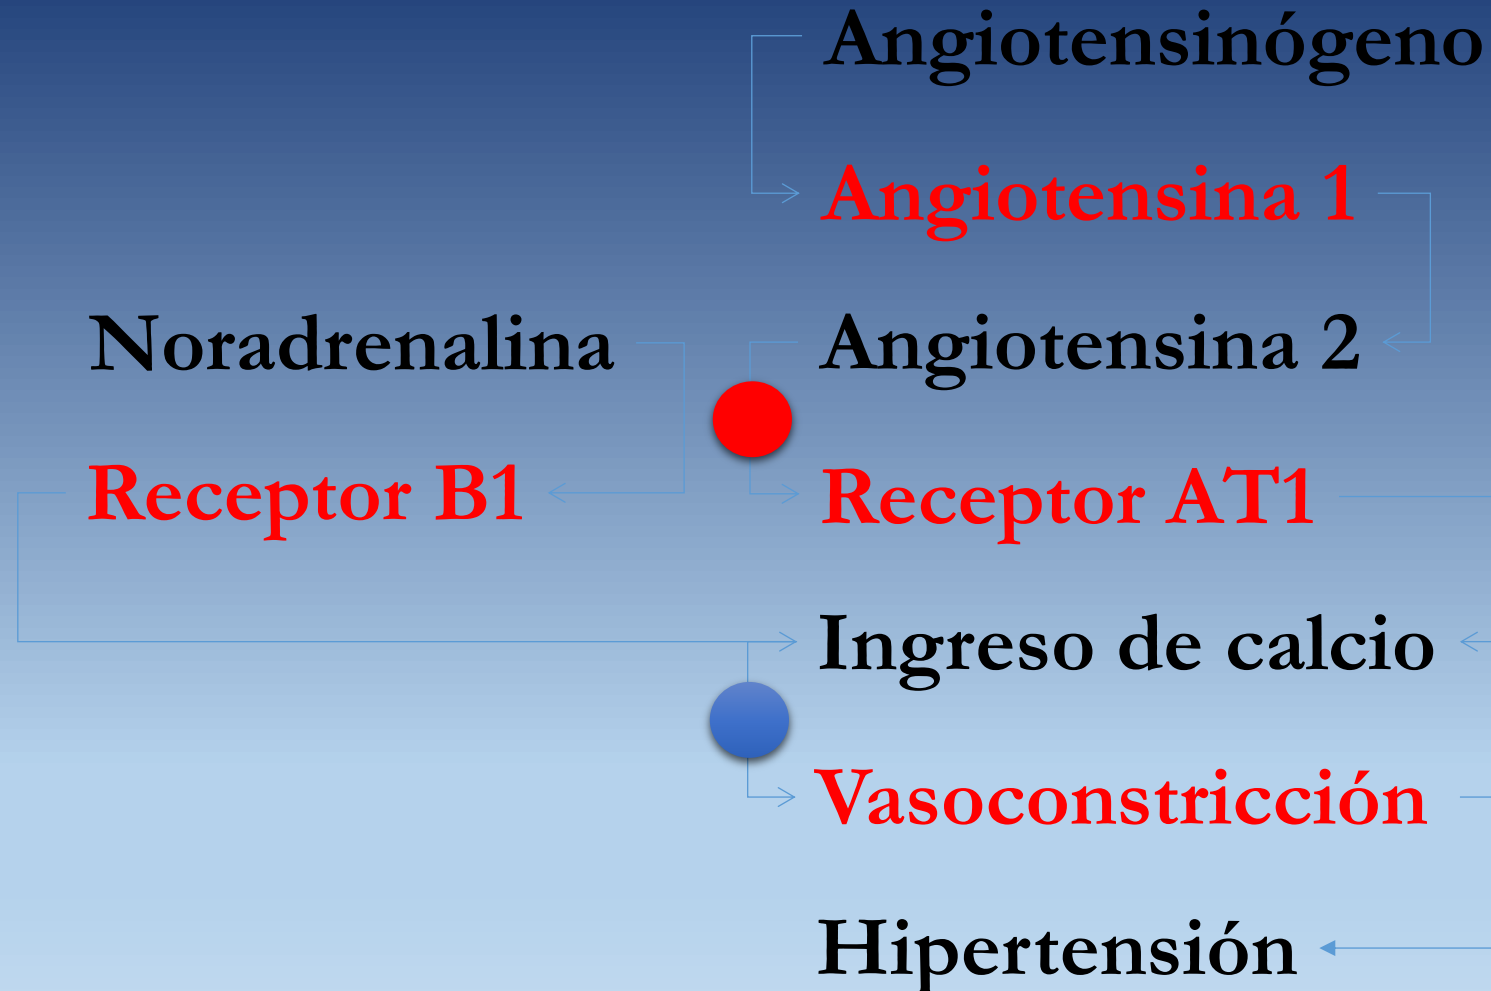 Angiotensinógeno
Angiotensina 1
Noradrenalina
Angiotensina 2
Receptor B1
Receptor AT1
Ingreso de calcio
Vasoconstricción
Hipertensión